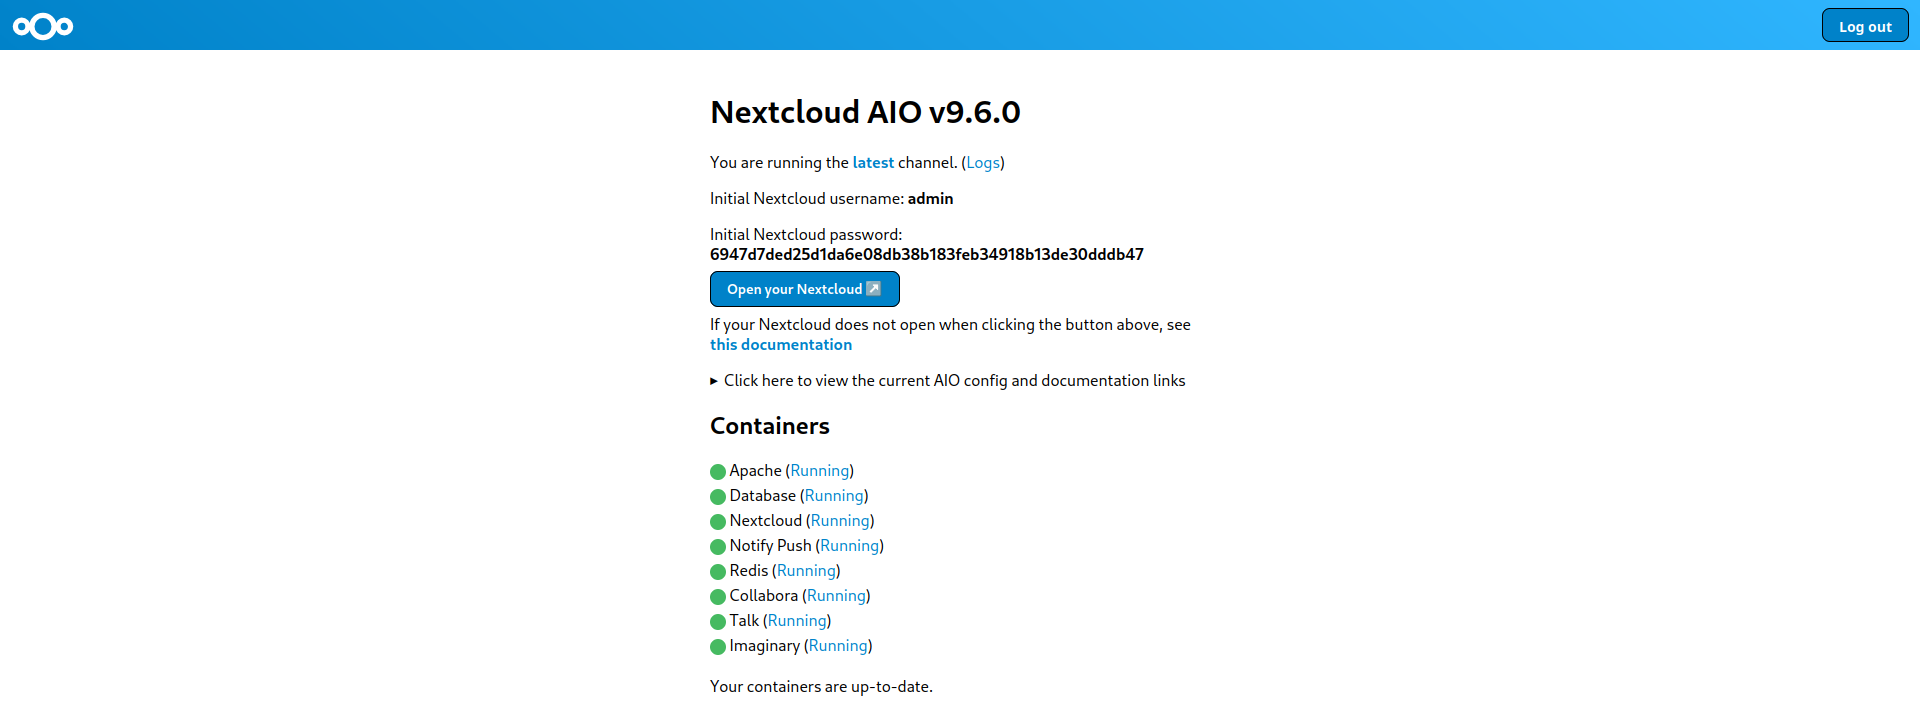 Log out
Nextcloud AIO v9.6.0
You are running the latest channel. (Logs)
Initial Nextcloud username: admin
Initial Nextcloud password:
6947d7ded25d1da6e08db38b183feb34918b13de30dddb47
Open your Nextcloud
If your Nextcloud does not open when clicking the button above, see
this documentation
Click here to view the current AIO config and documentation links
Containers
Apache (Running)
Database (Running)
Nextcloud (Running)
Notify Push (Running)
Redis (Running)
Collabora (Running)
Talk (Running)
Imaginary (Running)
Your containers are up-to-date.